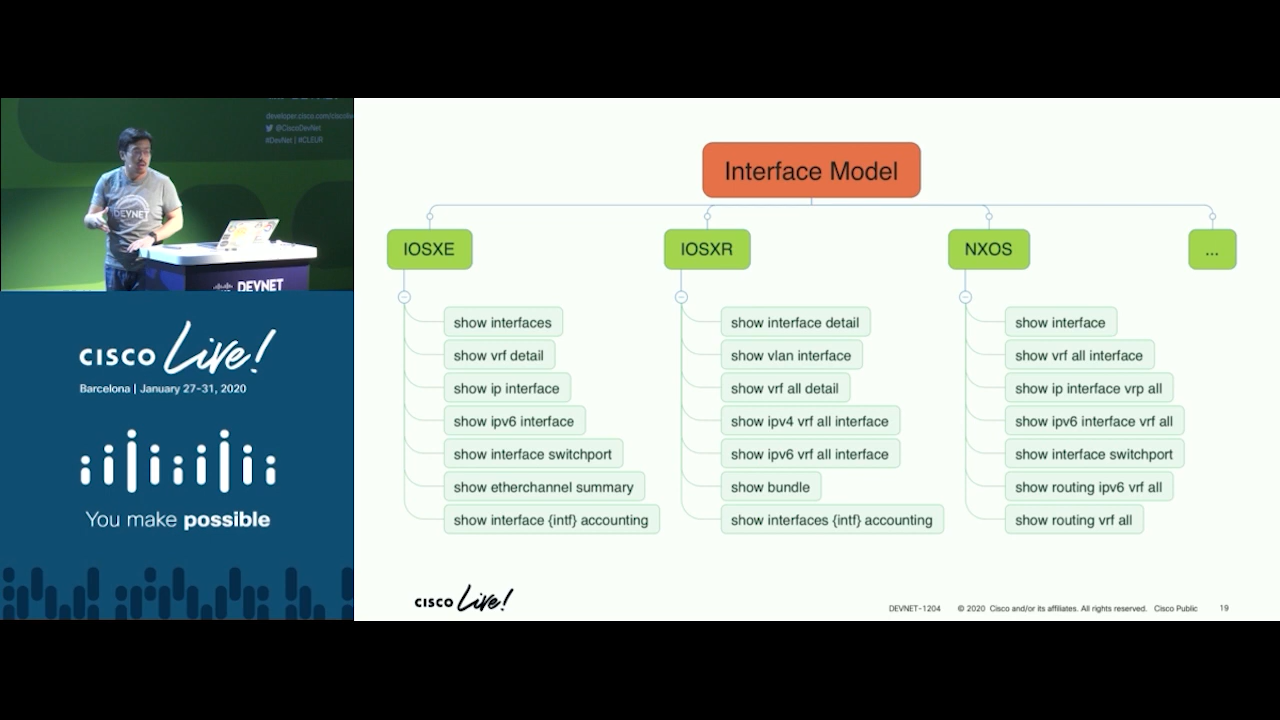 developer.cisco.com/ciscolive
@CiscoDevNet
#DevNet | #CLEUR
DEVNET
DEVNET
CISCO Live!
Barcelona | January 27-31, 2020
You make possible
Interface Model
IOSXE
IOSXR
NXOS
...
show interfaces
show vrf detail
show ip interface
show ipv6 interface
show interface switchport
show etherchannel summary
show interface {intf} accounting
show interface detail
show vlan interface
show vrf all detail
show ipv4 vrf all interface
show ipv6 vrf all interface
show bundle
show interfaces {intf} accounting
show interface
show vrf all interface
show ip interface vrp all
show ipv6 interface vrf all
show interface switchport
show routing ipv6 vrf all
show routing vrf all
CISCO Live!
DEVNET-1204 © 2020 Cisco and/or its affiliates. All rights reserved. Cisco Public 19